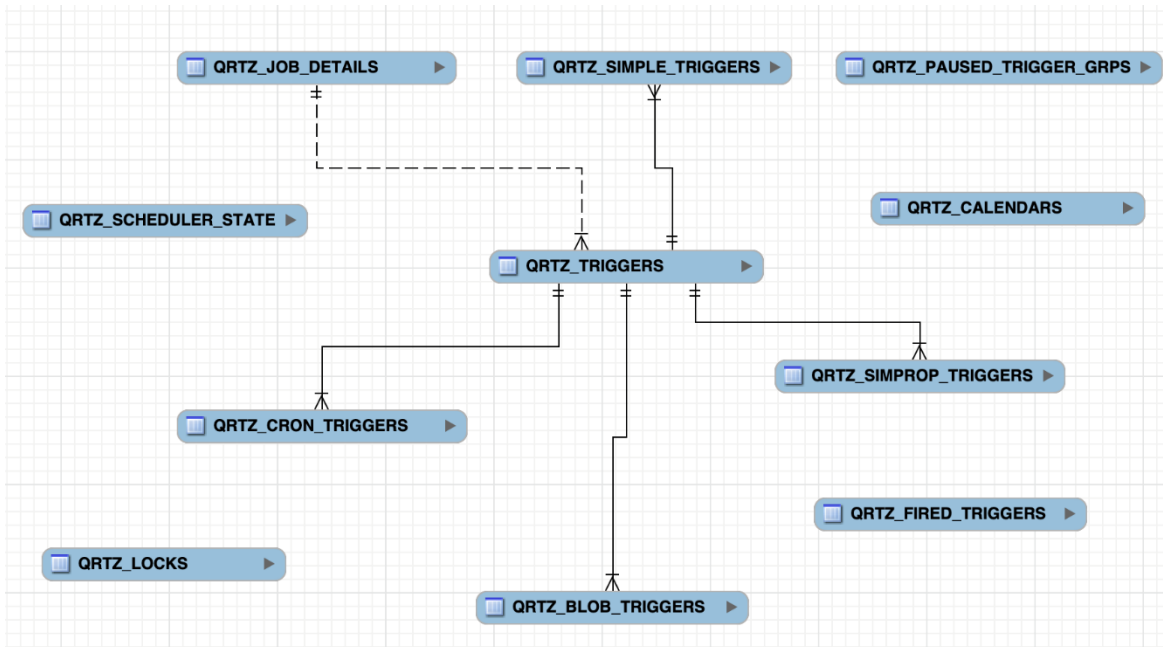 QRTZ_JOB_DETAILS
QRTZ_SIMPLE_TRIGGERS
QRTZ_PAUSED_TRIGGER_GRPS
QRTZ_SCHEDULER_STATE
QRTZ_CALENDARS
QRTZ_TRIGGERS
QRTZ_SIMPROP_TRIGGERS
QRTZ_CRON_TRIGGERS
QRTZ_FIRED_TRIGGERS
QRTZ_LOCKS
QRTZ_BLOB_TRIGGERS